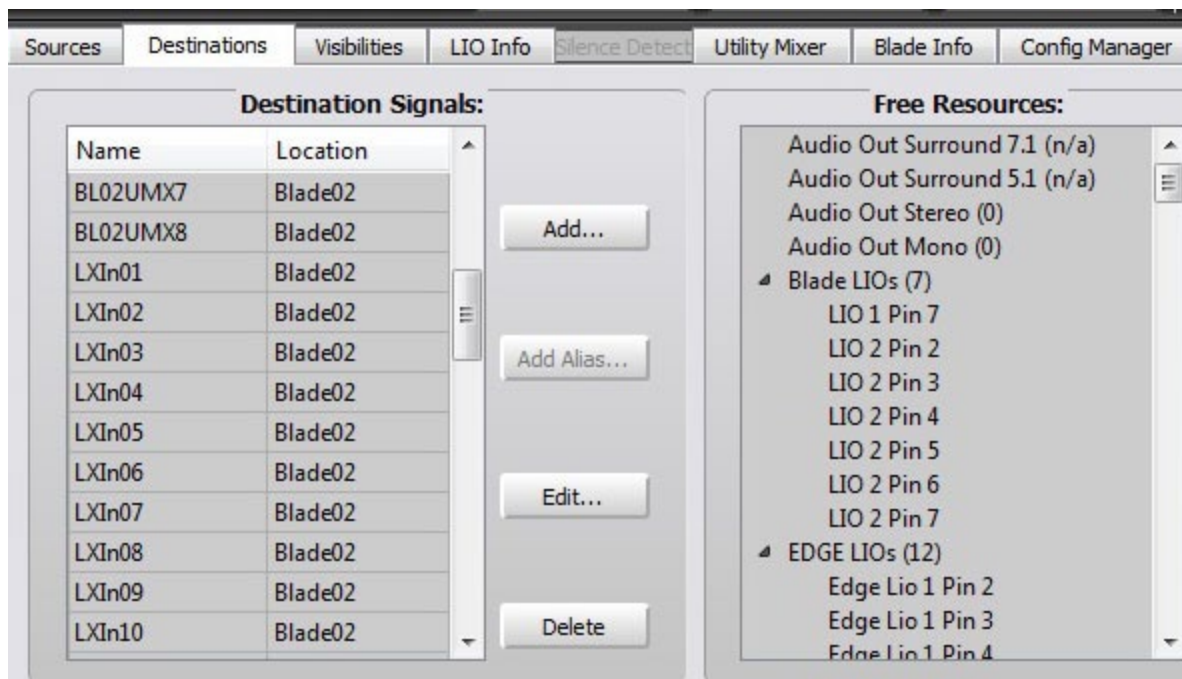 Sources Destinations Visibilities LIO Info Silence Detect Utility Mixer Blade Info Config Manager
Destination Signals:
Name Location
BL02UMX7 Blade02
BL02UMX8 Blade02
LXIn01 Blade02
LXIn02 Blade02
LXIn03 Blade02
LXIn04 Blade02
LXIn05 Blade02
LXIn06 Blade02
LXIn07 Blade02
LXIn08 Blade02
LXIn09 Blade02
LXIn10 Blade02
Add...
Add Alias...
Edit...
Delete
Free Resources:
Audio Out Surround 7.1 (n/a)
Audio Out Surround 5.1 (n/a)
Audio Out Stereo (0)
Audio Out Mono (0)
Blade LIOs (7)
LIO 1 Pin 7
LIO 2 Pin 2
LIO 2 Pin 3
LIO 2 Pin 4
LIO 2 Pin 5
LIO 2 Pin 6
LIO 2 Pin 7
EDGE LIOs (12)
Edge Lio 1 Pin 2
Edge Lio 1 Pin 3
Edge Lio 1 Pin 4